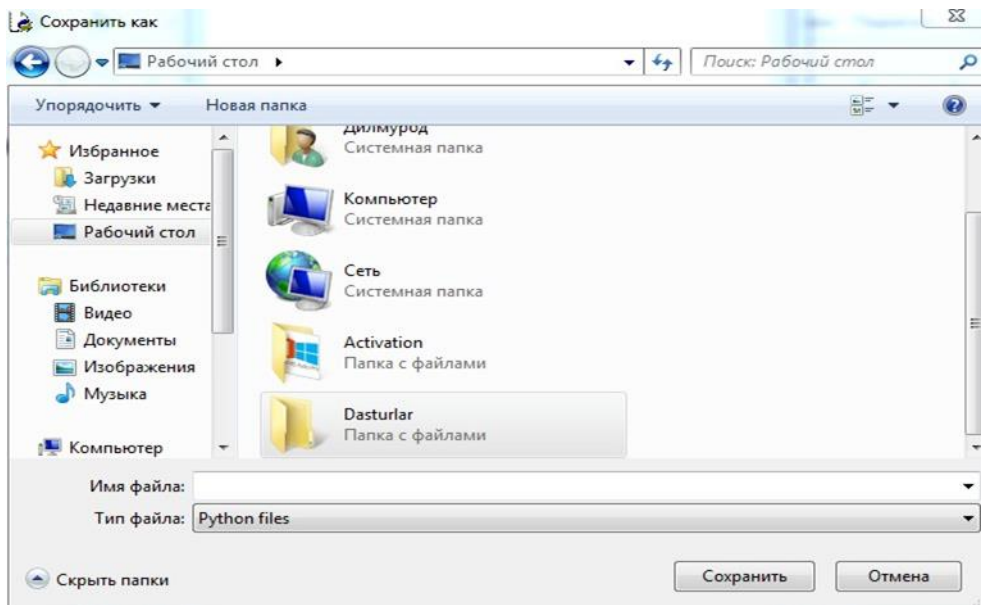 Сохранить как
Рабочий стол
Поиск: Рабочий стол
Упорядочить
Новая папка
Избранное
Загрузки
Недавние места
Рабочий стол
Библиотеки
Видео
Документы
Изображения
Музыка
Компьютер
Дилмурод
Системная папка
Компьютер
Системная папка
Сеть
Системная папка
Activation
Папка с файлами
Dasturlar
Папка с файлами
Имя файла:
Тип файла: Python files
Скрыть папки
Сохранить
Отмена